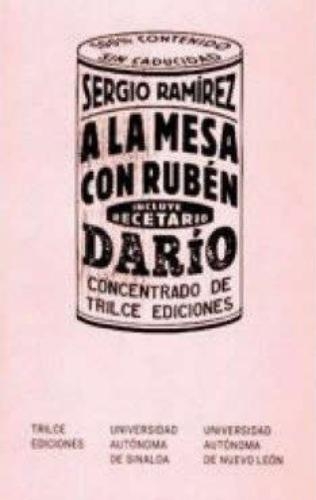 100% CONTENIDO
SIN CADUCIDAD
SERGIO RAMÍREZ
A LA MESA
CON RUBÉN
INCLUYE
RECETARIO
DARÍO
CONCENTRADO DE
TRILCE EDICIONES
TRILCE
EDICIONES
UNIVERSIDAD
AUTÓNOMA
DE SINALOA
UNIVERSIDAD
AUTÓNOMA
DE NUEVO LEÓN